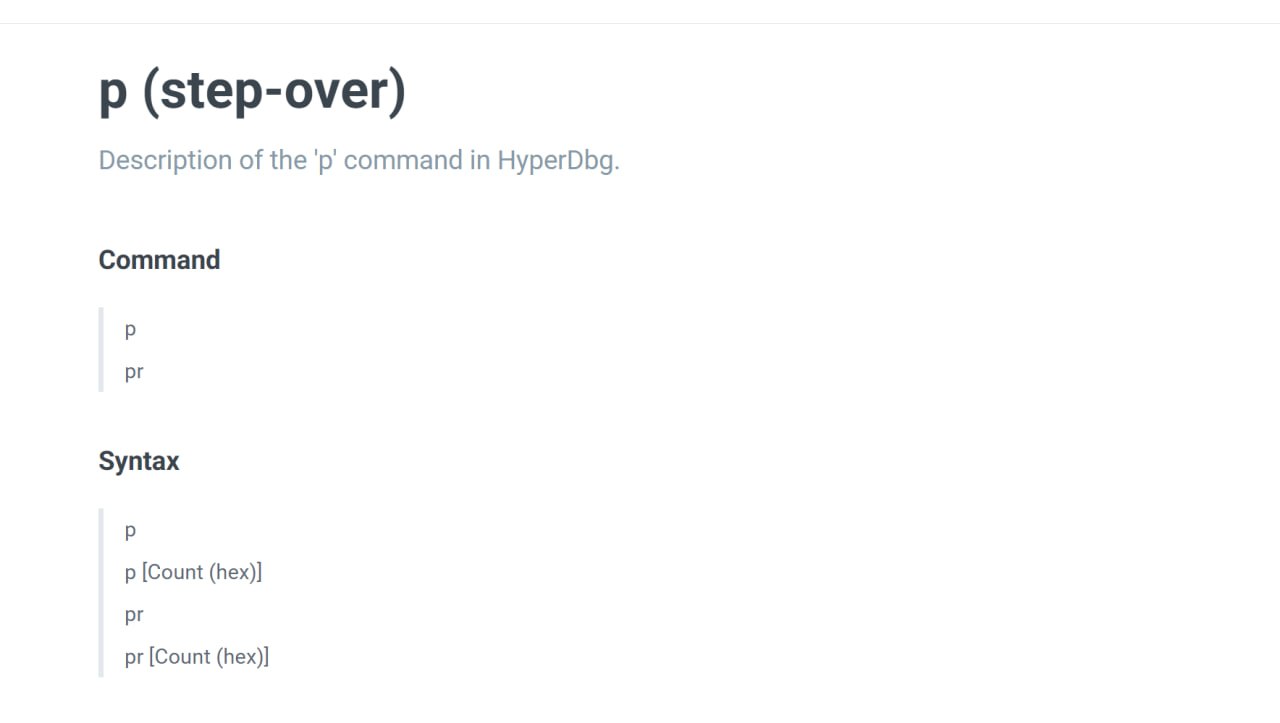 p (step-over)
Description of the 'p' command in HyperDbg.
Command
p
pr
Syntax
p
p [Count (hex)]
pr
pr [Count (hex)]